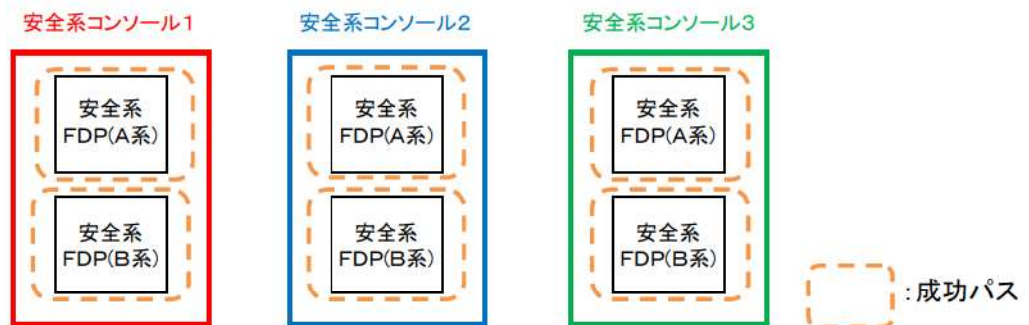 安全系コンソール1
安全系コンソール2
安全系コンソール3
安全系
FDP(A系)
安全系
FDP(A系)
安全系
FDP(A系)
安全系
FDP(B系)
安全系
FDP(B系)
安全系
FDP(B系)
:成功パス